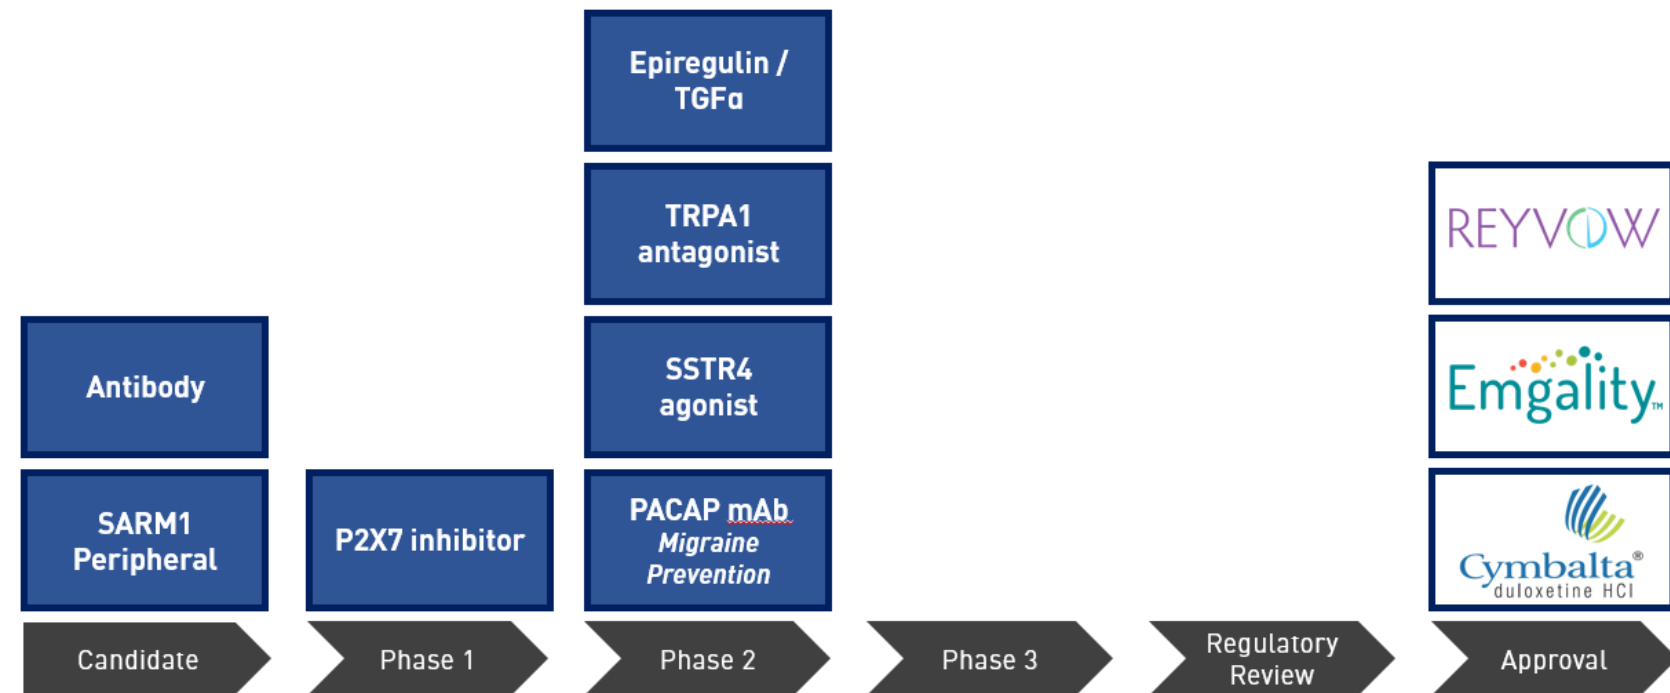 Epiregulin /
TGFα
TRPA1
antagonist
REYVOW
Antibody
SSTR4
agonist
Emgality™
SARM1
Peripheral
P2X7 inhibitor
PACAP mAb
Migraine
Prevention
Cymbalta®
duloxetine HCl
Candidate
Phase 1
Phase 2
Phase 3
Regulatory
Review
Approval